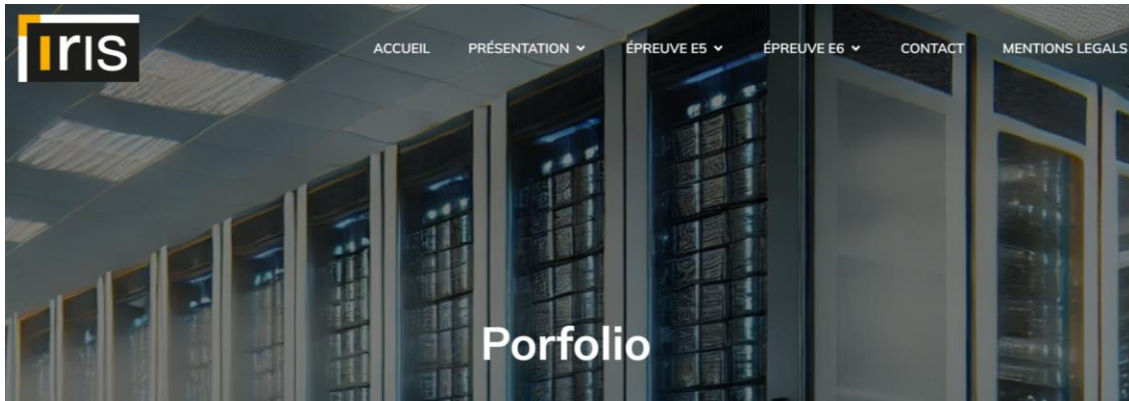 iris
ACCUEIL PRÉSENTATION ÉPREUVE E5 ÉPREUVE E6 CONTACT MENTIONS LEGALS
Porfolio